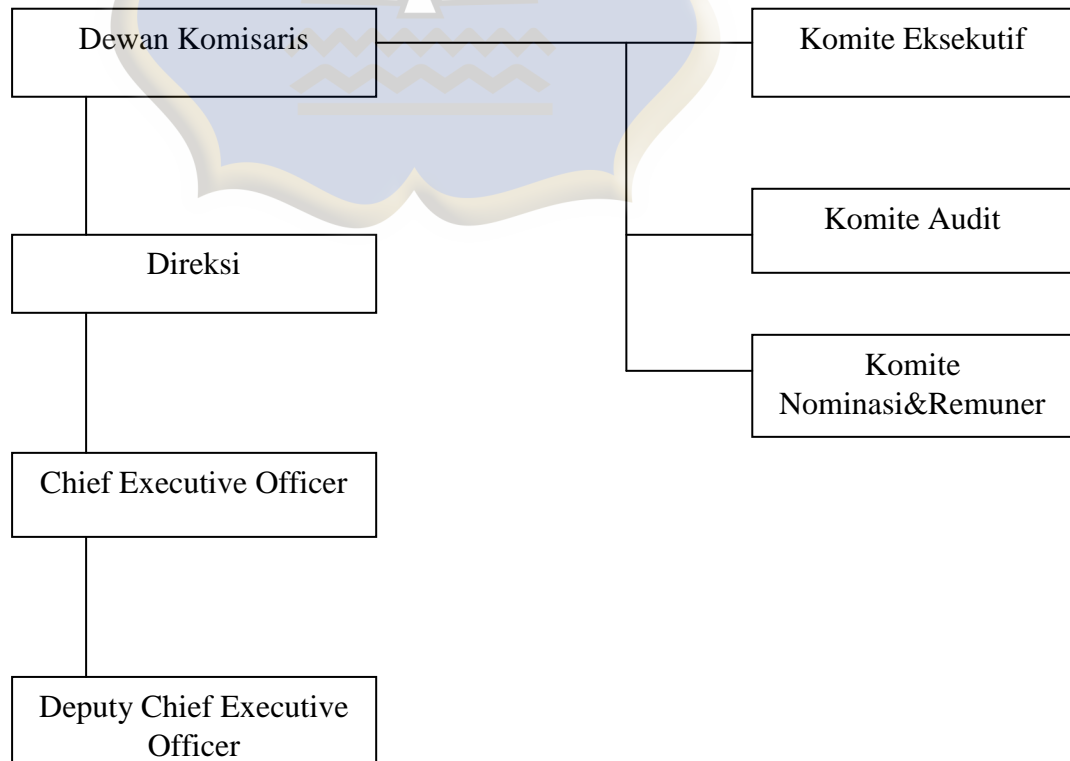 Dewan Komisaris
Komite Eksekutif
Komite Audit
Direksi
Komite
Nominasi&Remuner
Chief Executive Officer
Deputy Chief Executive
Officer